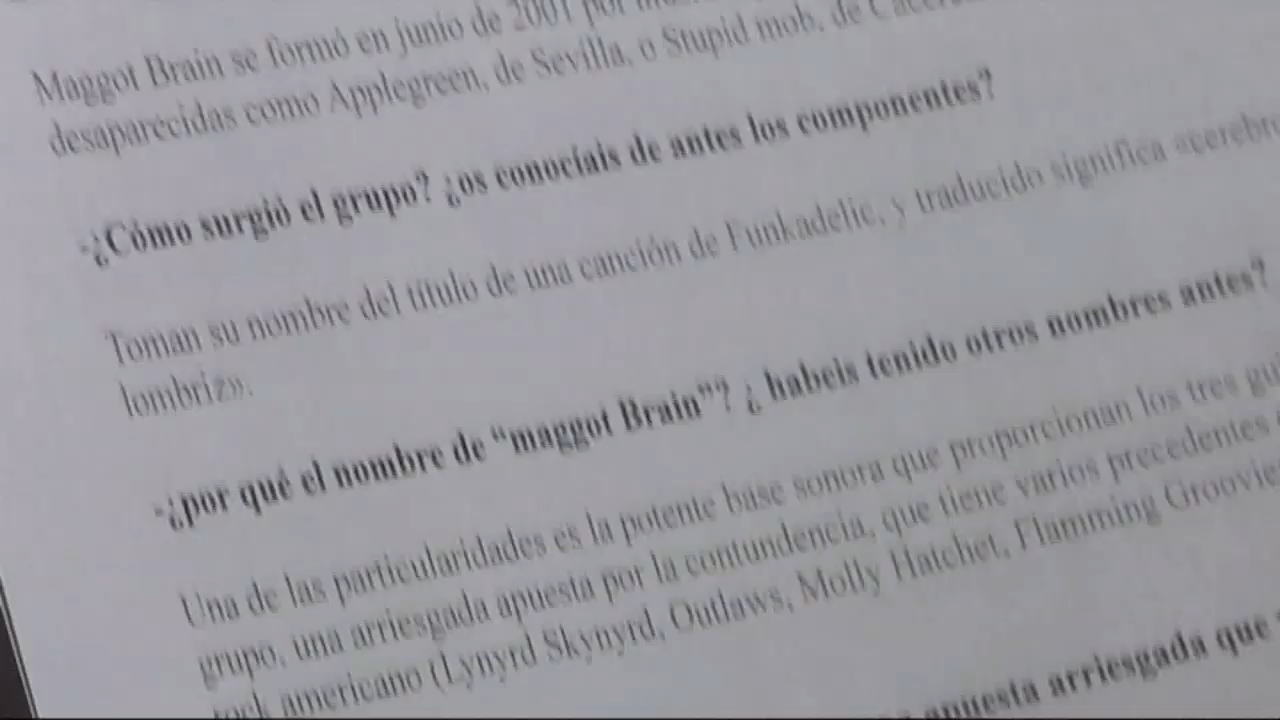 Maggot Brain se formó en junio de 2001 por
desaparecidas como Applegreen, de Sevilla, o Stupid mob, de
-¿Cómo surgió el grupo? ¿os conocíais de antes los componentes?
Toman su nombre del título de una canción de Funkadelic, y traducido significa «cerebro
lombriz».
-¿por qué el nombre de “maggot Brain”? ¿ habeis tenido otros nombres antes?
Una de las particularidades es la potente base sonora que proporcionan los tres
grupo, una arriesgada apuesta por la contundencia, que tiene varios precedentes
rock americano (Lynyrd Skynyrd, Outlaws, Molly Hatchet, Flamming Groovie
apuesta arriesgada que